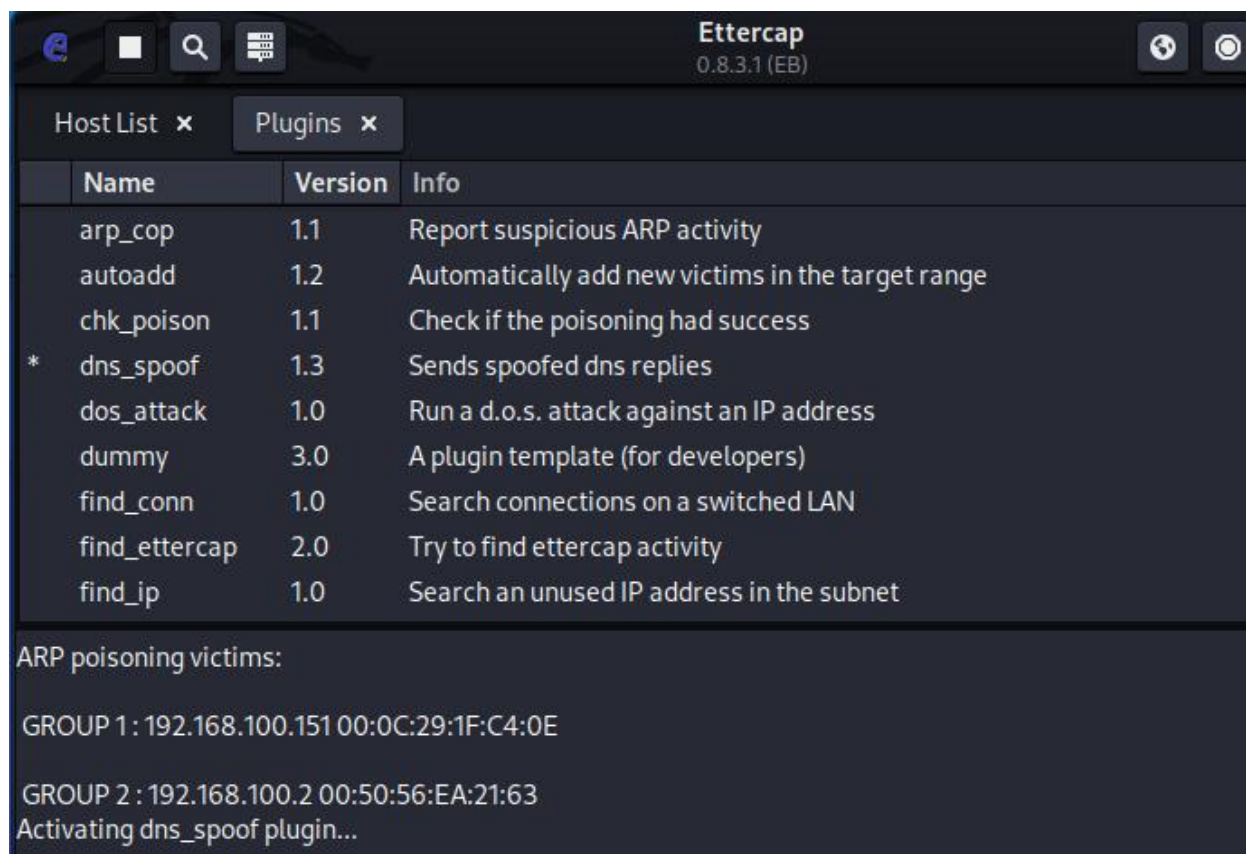 Ettercap
0.8.3.1 (EB)
Host List × Plugins ×
Name Version Info
arp_cop 1.1 Report suspicious ARP activity
autoadd 1.2 Automatically add new victims in the target range
chk_poison 1.1 Check if the poisoning had success
* dns_spoof 1.3 Sends spoofed dns replies
dos_attack 1.0 Run a d.o.s. attack against an IP address
dummy 3.0 A plugin template (for developers)
find_conn 1.0 Search connections on a switched LAN
find_ettercap 2.0 Try to find ettercap activity
find_ip 1.0 Search an unused IP address in the subnet
ARP poisoning victims:
GROUP 1 : 192.168.100.151 00:0C:29:1F:C4:0E
GROUP 2 : 192.168.100.2 00:50:56:EA:21:63
Activating dns_spoof plugin...